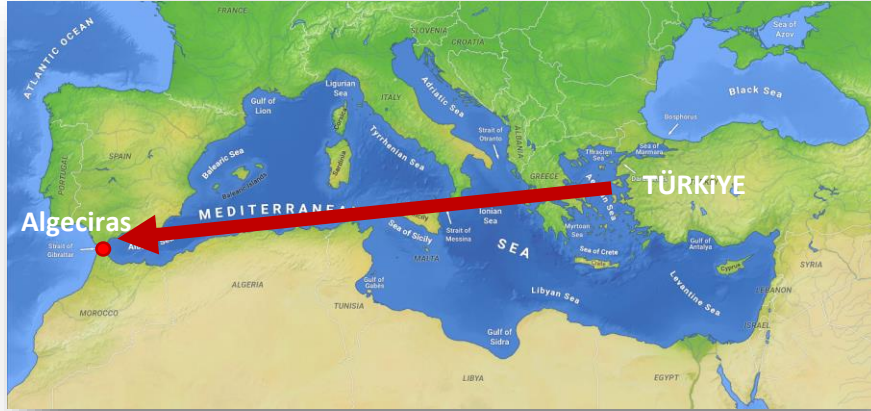 FRANCE
SLOVENIA
CROATIA
Sea of
Azov
ATLANTIC OCEAN
Ligurian
Sea
ITALY
Adriatic Sea
Black Sea
Gulf of
Lion
Corsica
Bosphorus
PORTUGAL
SPAIN
Balearic Sea
Balearic Islands
Sardinia
Tyrrhenian Sea
Strait of
Otranto
ALBANIA
GREECE
Thracian
Sea
Sea of
Marmara
TÜRKiYE
Algeciras
MEDITERRANEA
Ionian
Sea
Myrtoan
Sea
Strait of
Gibraltar
Sea of Sicily
Strait of
Messina
MALTA
SEA
Sea of Crete
Gulf of
Antalya
Cyprus
SYRIA
LEBANON
ISRAEL
Levantine Sea
Libyan Sea
Gulf of
Gabès
ALGERIA
TUNISIA
MOROCCO
Gulf of
Sidra
LIBYA
EGYPT